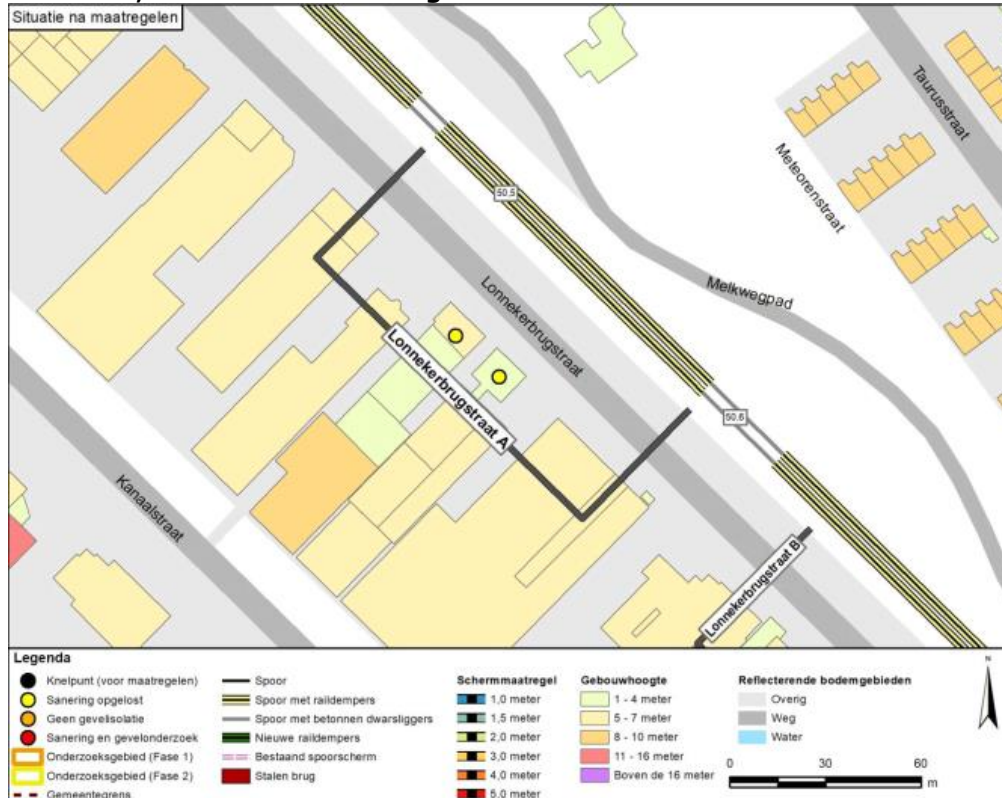 Situatie na maatregelen
50,5
Taurusstraat
Meteorenstraat
Melkwegpad
Lonnekerbrugstraat
Lonnekerbrugstraat A
50,6
Kanaalstraat
Lonnekerbrugstraat B
Legenda
Knelpunt (voor maatregelen)
Sanering opgelost
Geen gevelisolatie
Sanering en gevelonderzoek
Onderzoeksgebied (Fase 1)
Onderzoeksgebied (Fase 2)
Gemeentegrens
Spoor
Spoor met raildempers
Spoor met betonnen dwarsliggers
Nieuwe raildempers
Bestaand spoorscherm
Stalen brug
Schermmaatregel
1,0 meter
1,5 meter
2,0 meter
3,0 meter
4,0 meter
5,0 meter
Gebouwhoogte
1 - 4 meter
5 - 7 meter
8 - 10 meter
11 - 16 meter
Boven de 16 meter
Reflecterende bodemgebieden
Overig
Weg
Water
N
0 30 60
m